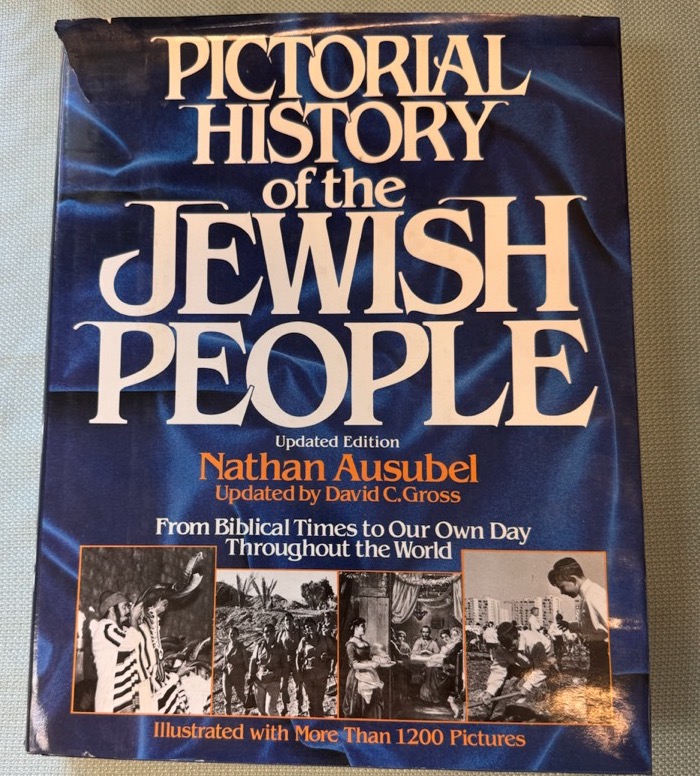 PICTORIAL
HISTORY
of the
JEWISH
PEOPLE
Updated Edition
Nathan Ausubel
Updated by David C. Gross
From Biblical Times to Our Own Day
Throughout the World
Illustrated with More Than 1200 Pictures